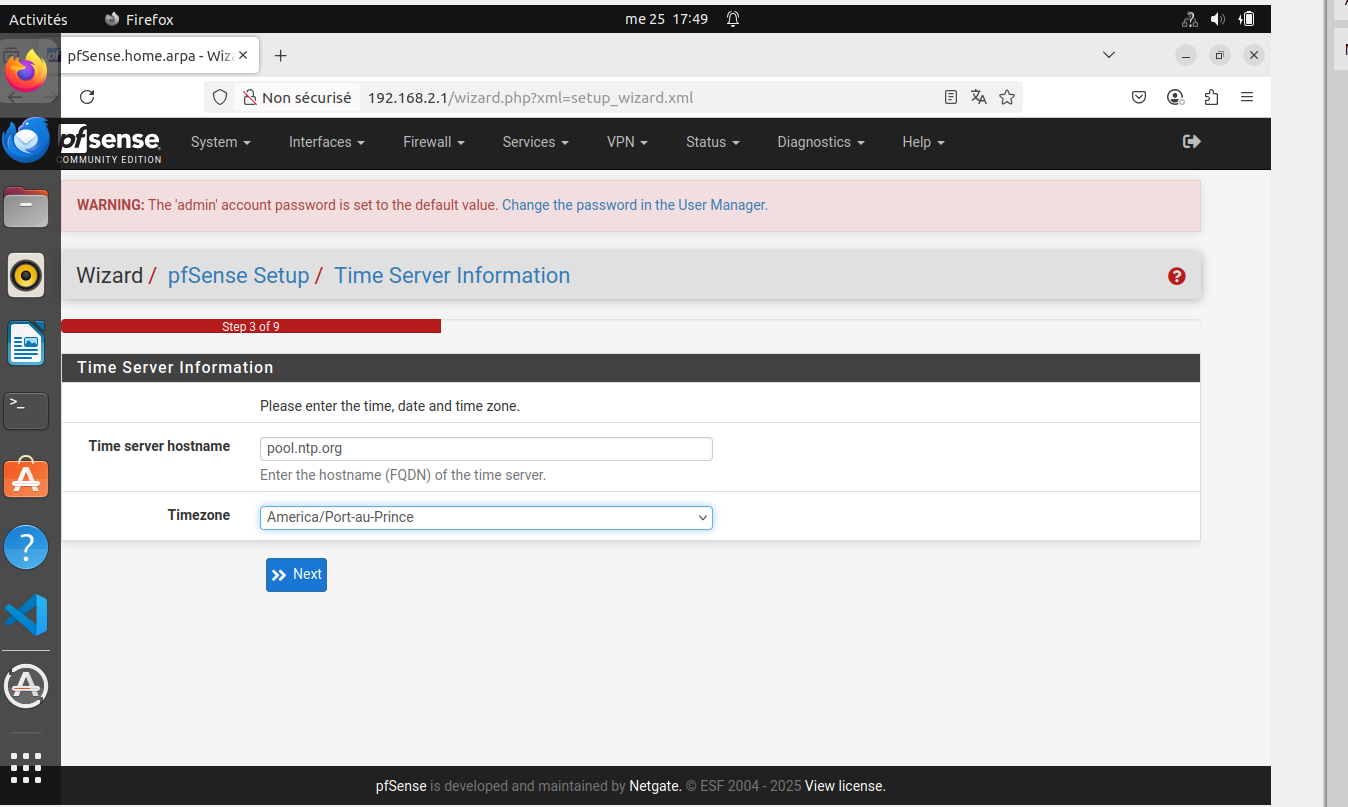 Activités Firefox me 25 17:49
pfSense.home.arpa - Wiz
Non sécurisé 192.168.2.1/wizard.php?xml=setup_wizard.xml
pfsense System Interfaces Firewall Services VPN Status Diagnostics Help
COMMUNITY EDITION
WARNING: The 'admin' account password is set to the default value. Change the password in the User Manager.
Wizard / pfSense Setup / Time Server Information
Step 3 of 9
Time Server Information
Please enter the time, date and time zone.
Time server hostname pool.ntp.org
Enter the hostname (FQDN) of the time server.
Timezone America/Port-au-Prince
Next
pfSense is developed and maintained by Netgate. © ESF 2004 - 2025 View license.